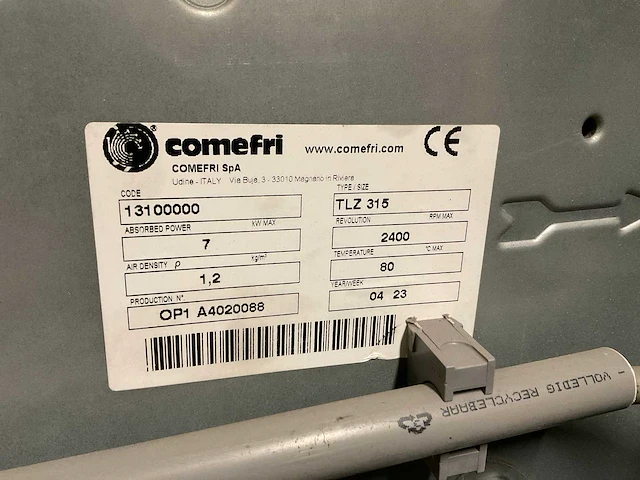 ® comefri www.comefri.com CE
COMEFRI SpA
Udine - ITALY Via Buja, 3 - 33010 Magnano in Riviera
CODE TYPE / SIZE
13100000 TLZ 315
ABSORBED POWER kW MAX REVOLUTION RPM MAX
7 2400
AIR DENSITY ρ kg/m³ TEMPERATURE °C MAX
1,2 80
PRODUCTION N° YEAR/WEEK
OP1 A4020088 04 23
- VOLLEDIG RECYCLEBAAR